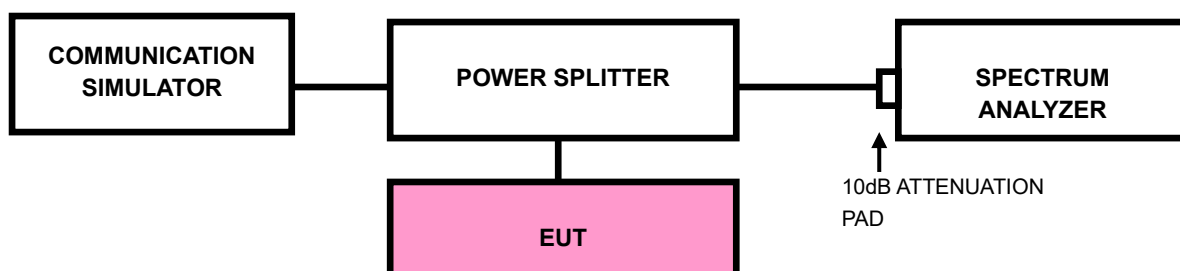 COMMUNICATION
SIMULATOR
POWER SPLITTER
SPECTRUM
ANALYZER
10dB ATTENUATION
PAD
EUT